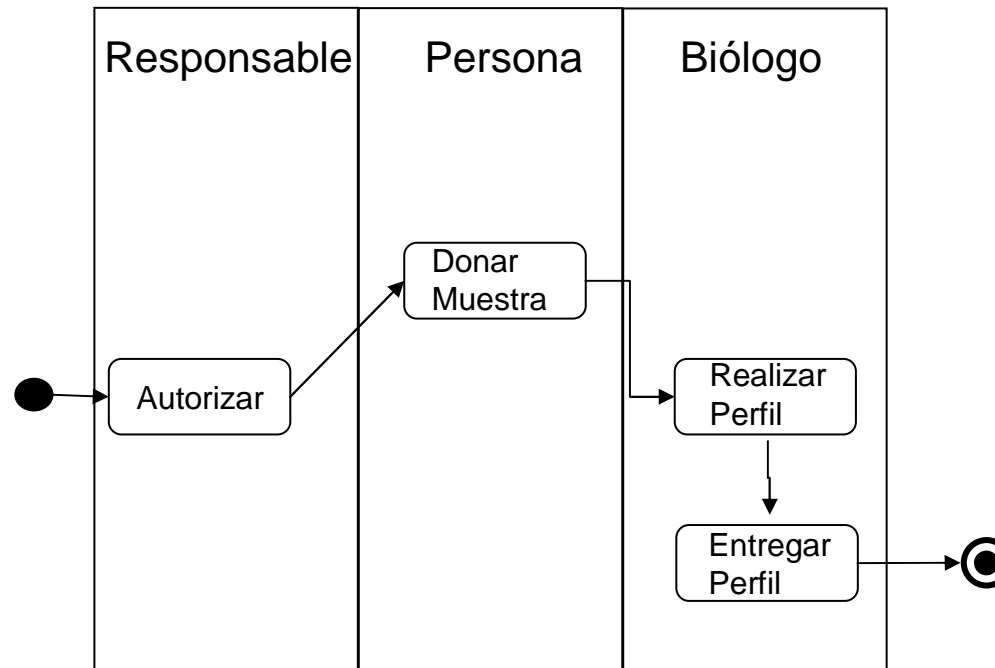 Responsable
Persona
Biólogo
Donar
Muestra
Autorizar
Realizar
Perfil
Entregar
Perfil